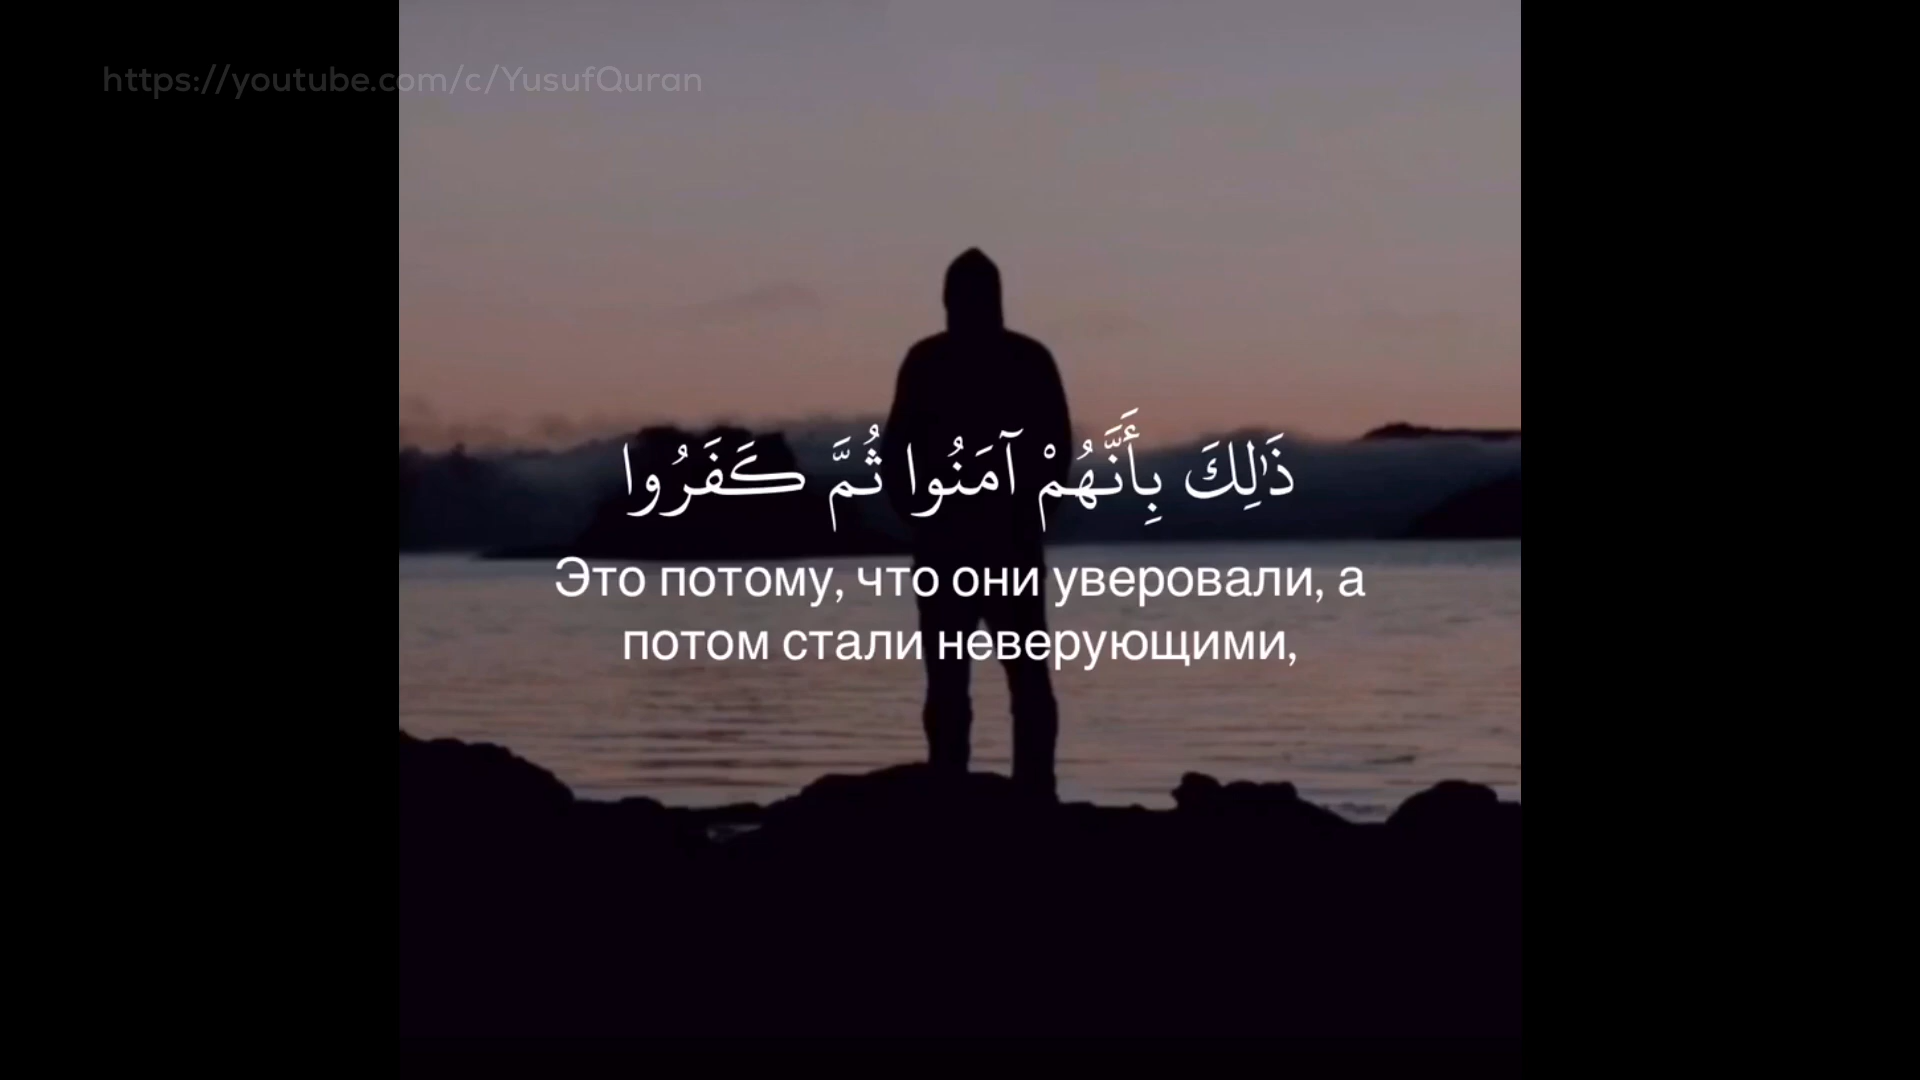 https://youtube.com/c/YusufQuran
ذَٰلِكَ بِأَنَّهُمْ آمَنُوا ثُمَّ كَفَرُوا
Это потому, что они уверовали, а
потом стали неверующими,